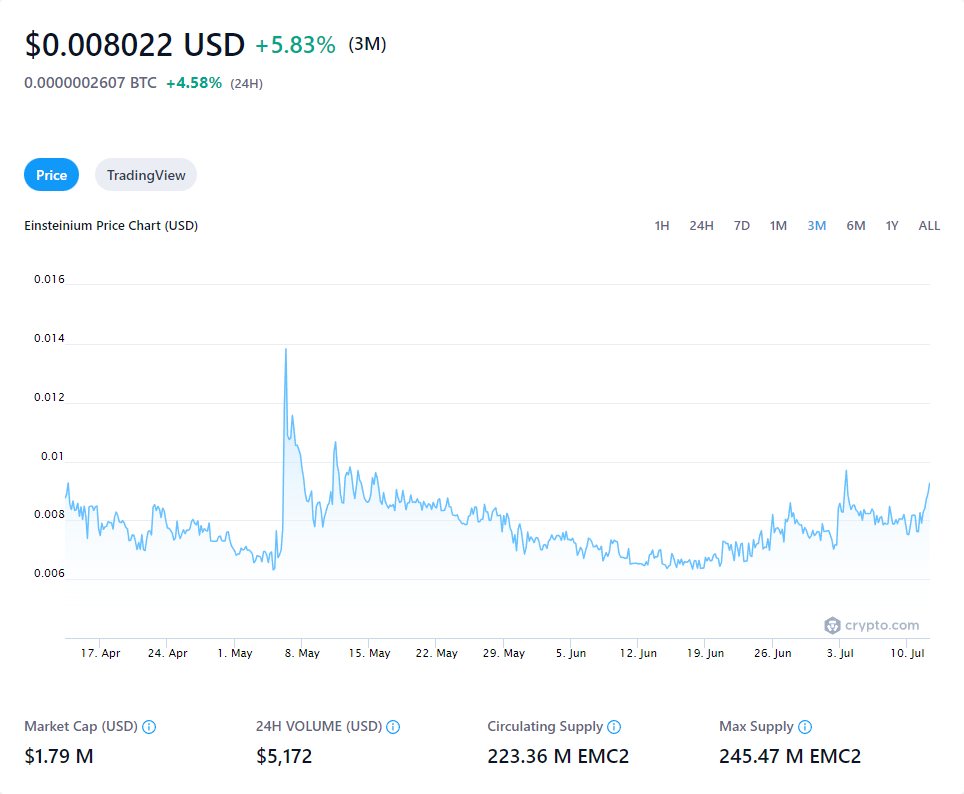 $0.008022 USD +5.83% (3M)
0.0000002607 BTC +4.58% (24H)
Price TradingView
Einsteinium Price Chart (USD) 1H 24H 7D 1M 3M 6M 1Y ALL
0.016
0.014
0.012
0.01
0.008
0.006
crypto.com
17. Apr 24. Apr 1. May 8. May 15. May 22. May 29. May 5. Jun 12. Jun 19. Jun 26. Jun 3. Jul 10. Jul
Market Cap (USD) 24H VOLUME (USD) Circulating Supply Max Supply
$1.79 M $5,172 223.36 M EMC2 245.47 M EMC2